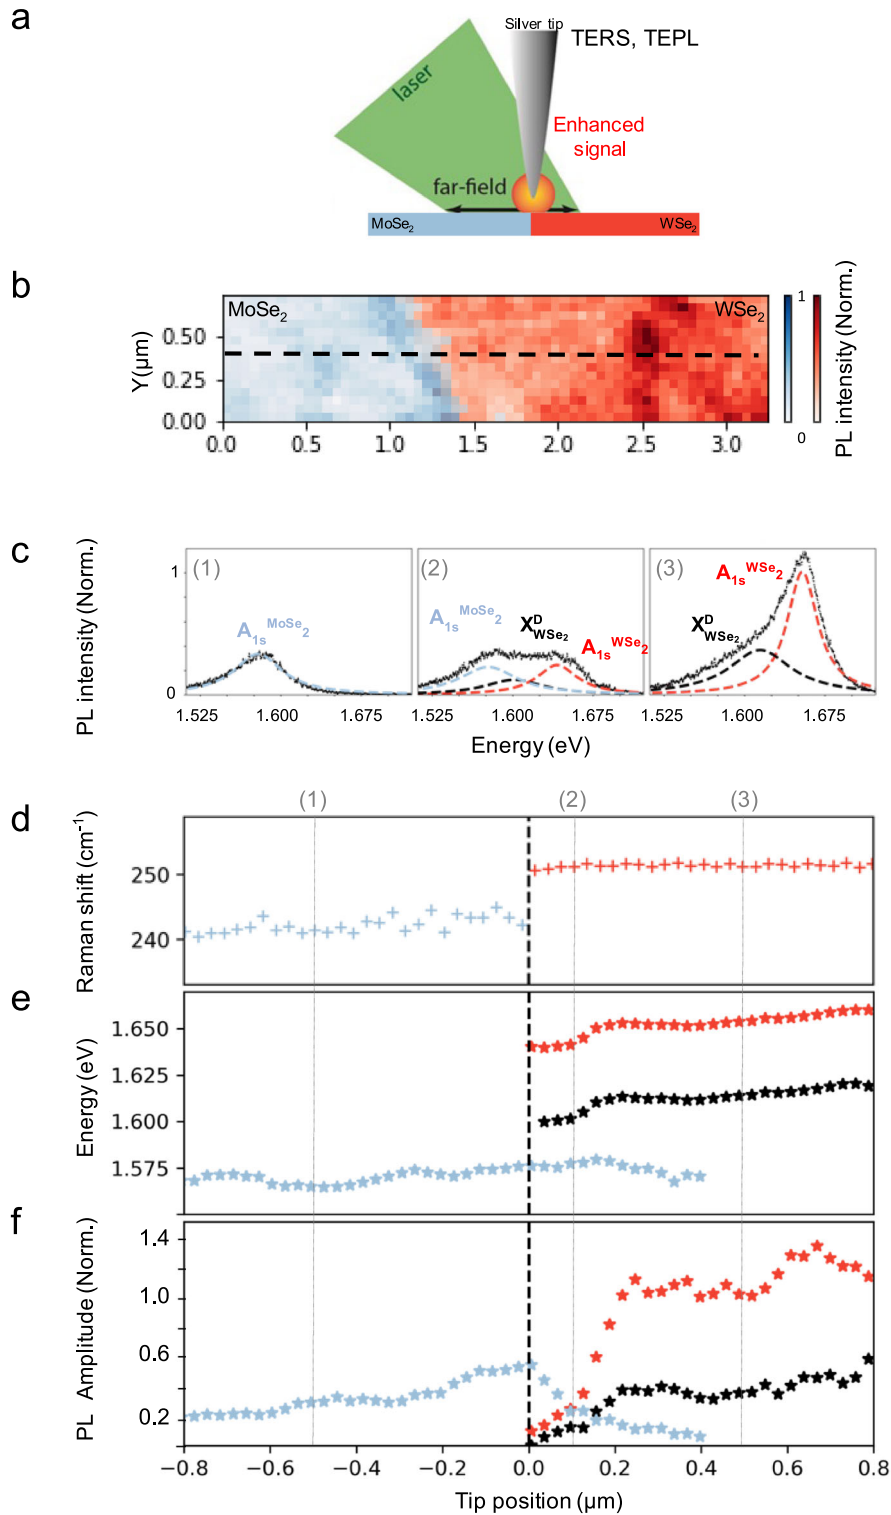 a
Silver tip
TERS, TEPL
laser
Enhanced
signal
far-field
MoSe₂
WSe₂
b
MoSe₂
WSe₂
1
0
PL intensity (Norm.)
Y(μm)
0.50
0.25
0.00
0.0 0.5 1.0 1.5 2.0 2.5 3.0
c
PL intensity (Norm.)
1
0
(1)
A₁ₛ^MoSe₂
(2)
A₁ₛ^MoSe₂
X^D_WSe₂
A₁ₛ^WSe₂
(3)
A₁ₛ^WSe₂
X^D_WSe₂
1.525 1.600 1.675
1.525 1.600 1.675
1.525 1.600 1.675
Energy (eV)
(1) (2) (3)
d
Raman shift (cm⁻¹)
250
240
e
Energy (eV)
1.650
1.625
1.600
1.575
f
PL Amplitude (Norm.)
1.4
1.0
0.6
0.2
−0.8 −0.6 −0.4 −0.2 0.0 0.2 0.4 0.6 0.8
Tip position (μm)